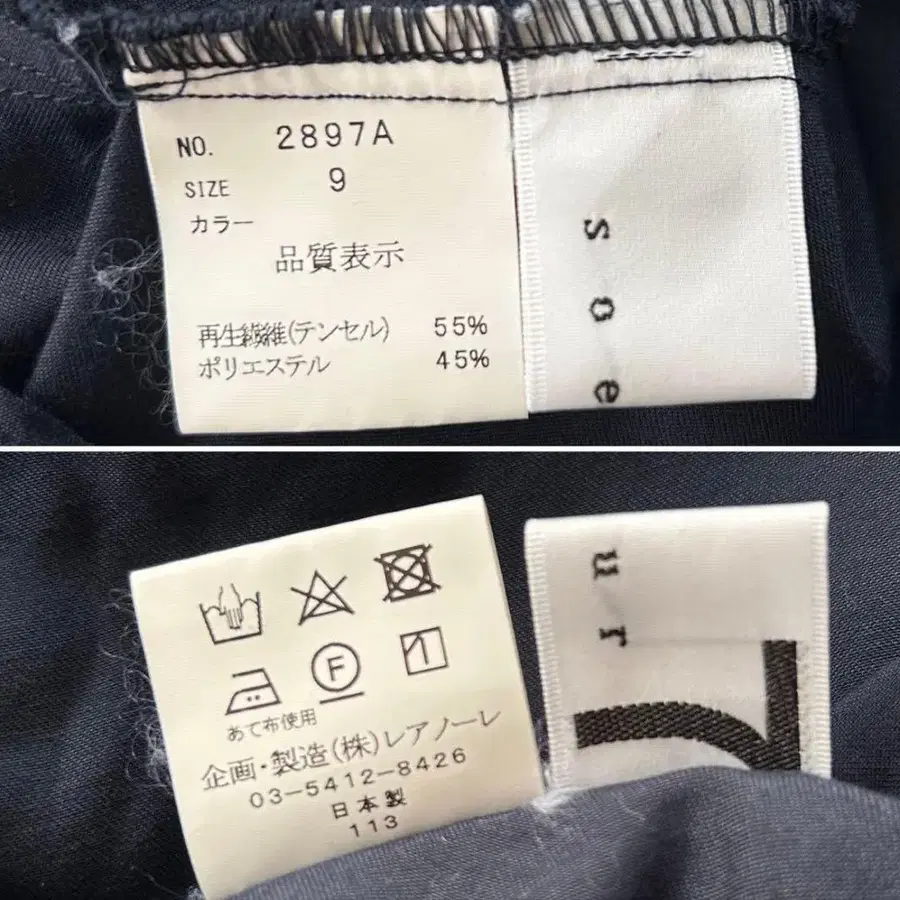 NO. 2897A
SIZE 9
カラー
品質表示
再生繊維(テンセル) 55%
ポリエステル 45%
soe
F
あて布使用
企画・製造(株)レアノーレ
03-5412-8426
日本製
113
ur